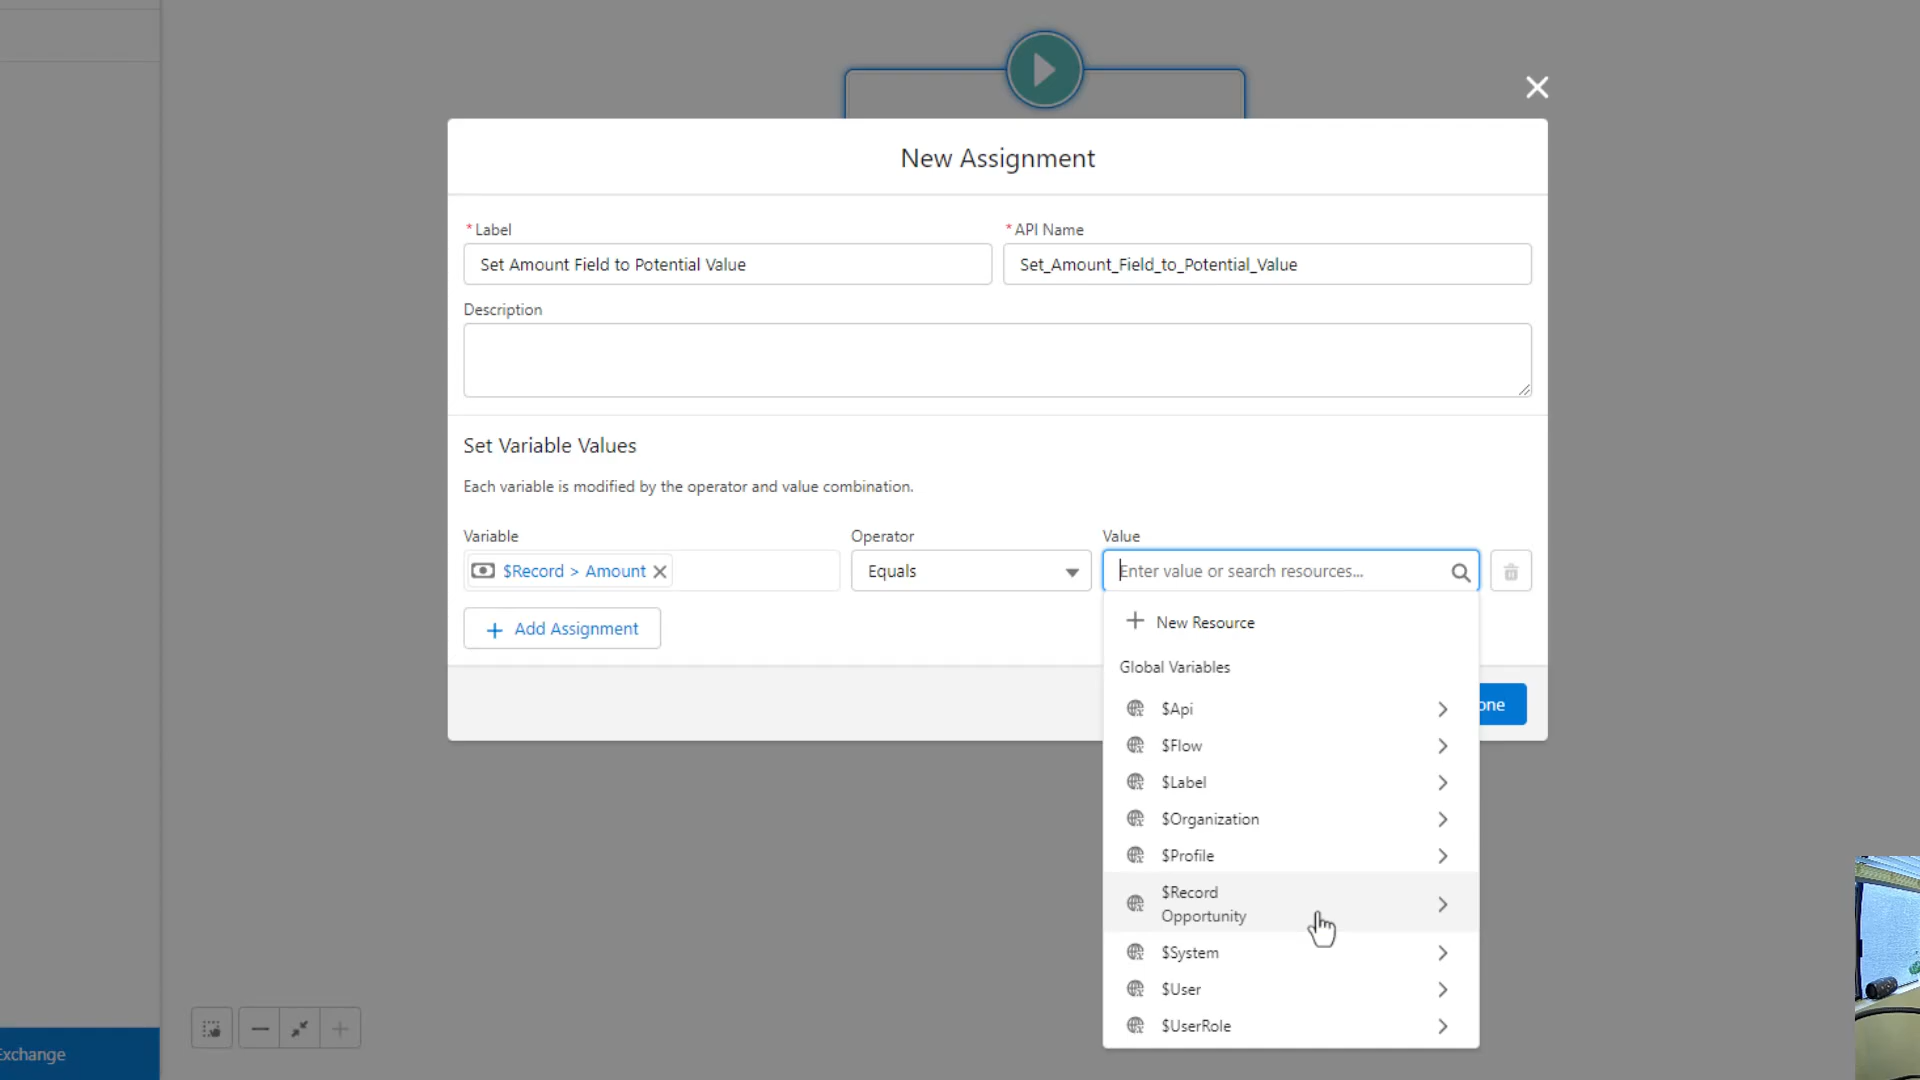 New Assignment
*Label
*API Name
Set Amount Field to Potential Value
Set_Amount_Field_to_Potential_Value
Description
Set Variable Values
Each variable is modified by the operator and value combination.
Variable
Operator
Value
$Record > Amount
Equals
Enter value or search resources...
Add Assignment
New Resource
Global Variables
$Api
one
$Flow
$Label
$Organization
$Profile
$Record
Opportunity
$System
$User
$UserRole
Exchange